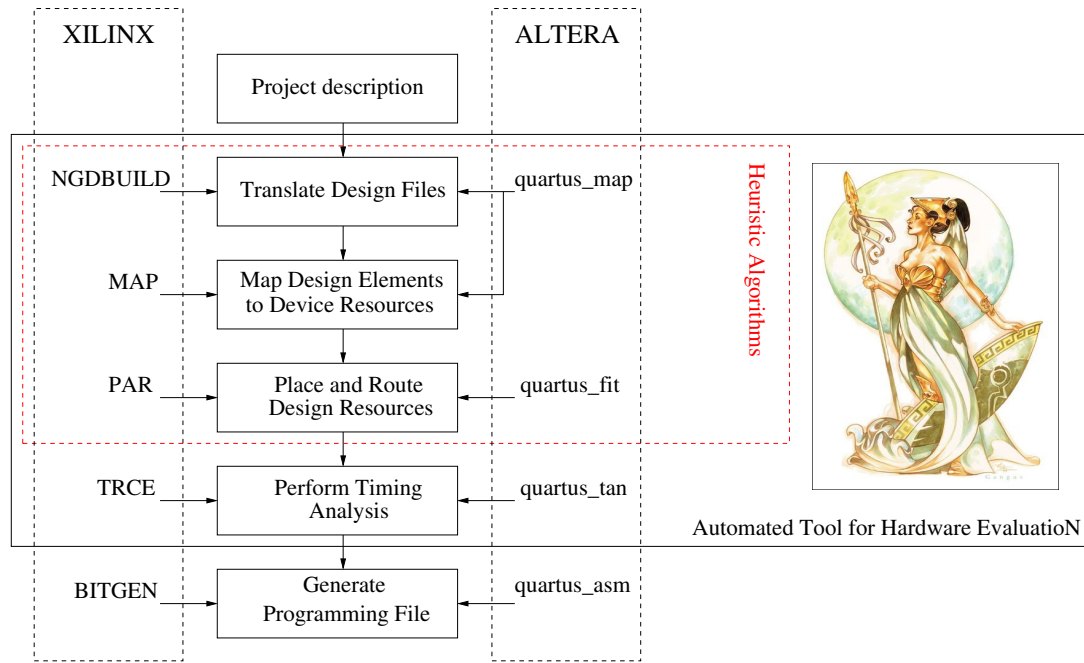 XILINX
ALTERA
Project description
NGDBUILD
Translate Design Files
quartus_map
MAP
Map Design Elements
to Device Resources
Heuristic Algorithms
PAR
Place and Route
Design Resources
quartus_fit
TRCE
Perform Timing
Analysis
quartus_tan
Automated Tool for Hardware EvaluatioN
BITGEN
Generate
Programming File
quartus_asm